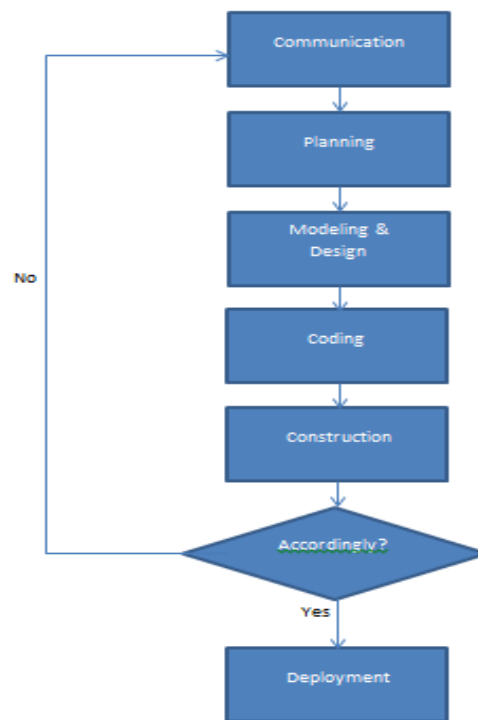 Communication
Planning
Modeling &
Design
No
Coding
Construction
Accordingly?
Yes
Deployment